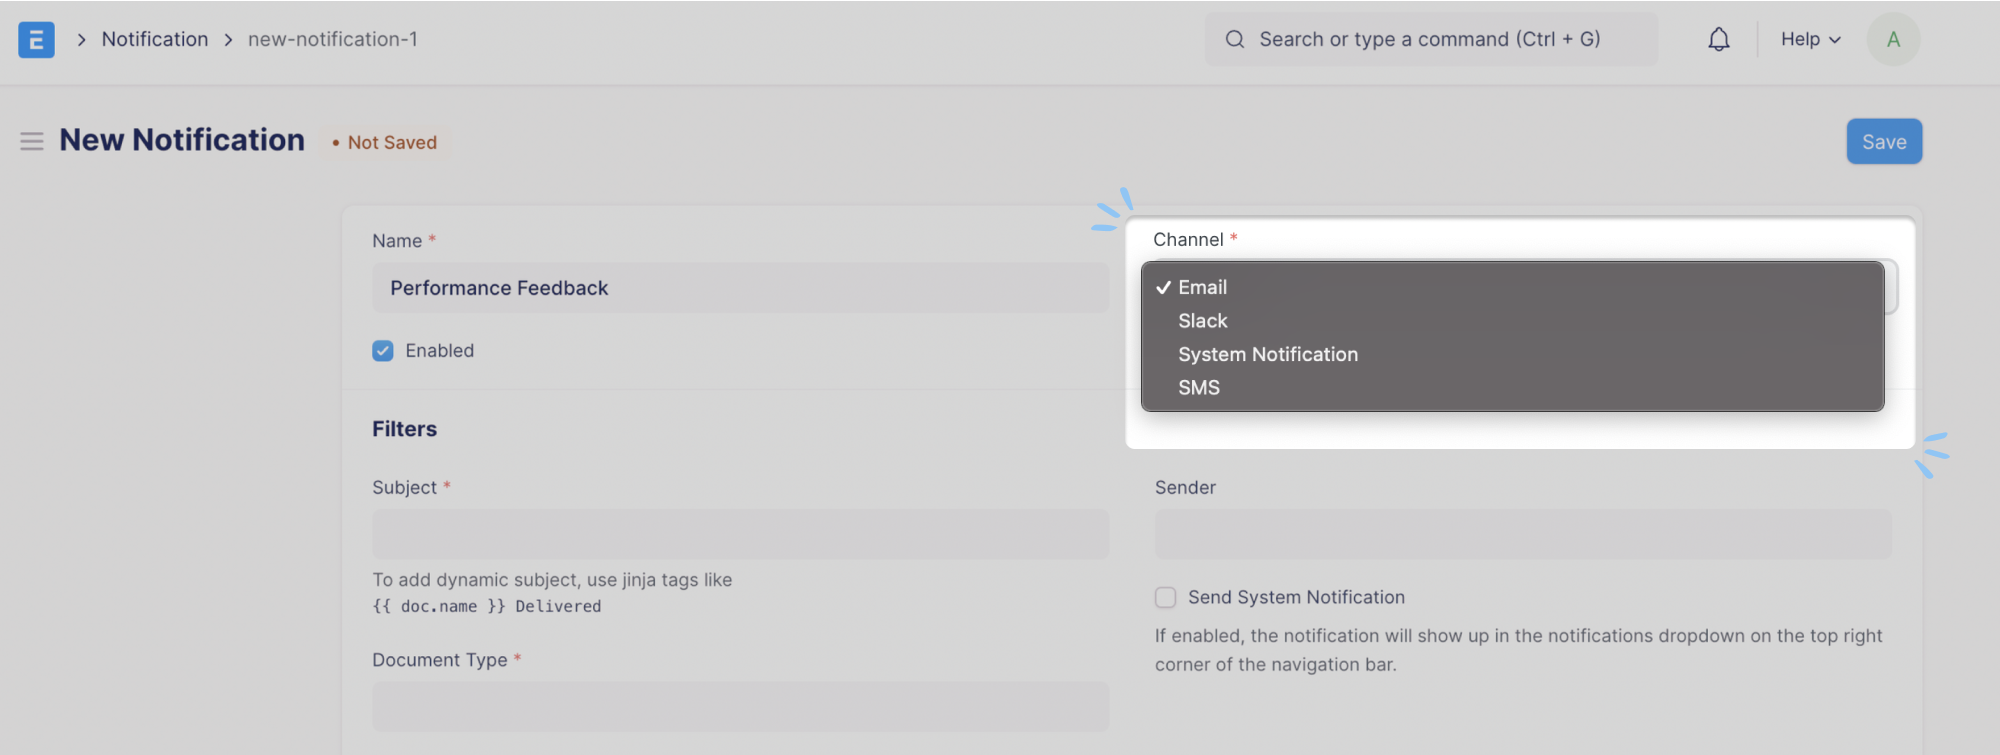 E > Notification > new-notification-1
Search or type a command (Ctrl + G)
Help
A
New Notification
• Not Saved
Save
Name *
Performance Feedback
Enabled
Channel *
✓ Email
Slack
System Notification
SMS
Filters
Subject *
To add dynamic subject, use jinja tags like
{{ doc.name }} Delivered
Document Type *
Sender
Send System Notification
If enabled, the notification will show up in the notifications dropdown on the top right
corner of the navigation bar.